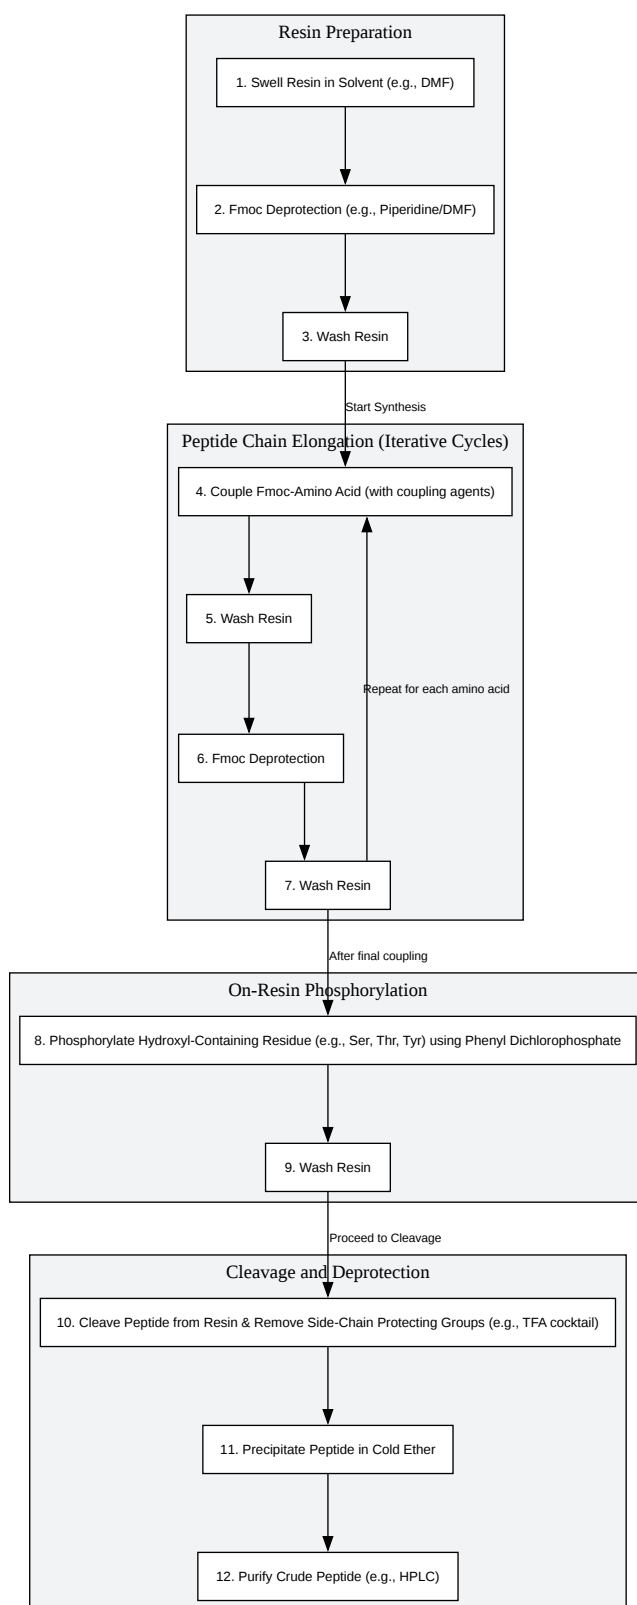 Resin Preparation
1. Swell Resin in Solvent (e.g., DMF)
2. Fmoc Deprotection (e.g., Piperidine/DMF)
3. Wash Resin
Start Synthesis
Peptide Chain Elongation (Iterative Cycles)
4. Couple Fmoc-Amino Acid (with coupling agents)
5. Wash Resin
Repeat for each amino acid
6. Fmoc Deprotection
7. Wash Resin
After final coupling
On-Resin Phosphorylation
8. Phosphorylate Hydroxyl-Containing Residue (e.g., Ser, Thr, Tyr) using Phenyl Dichlorophosphate
9. Wash Resin
Proceed to Cleavage
Cleavage and Deprotection
10. Cleave Peptide from Resin & Remove Side-Chain Protecting Groups (e.g., TFA cocktail)
11. Precipitate Peptide in Cold Ether
12. Purify Crude Peptide (e.g., HPLC)